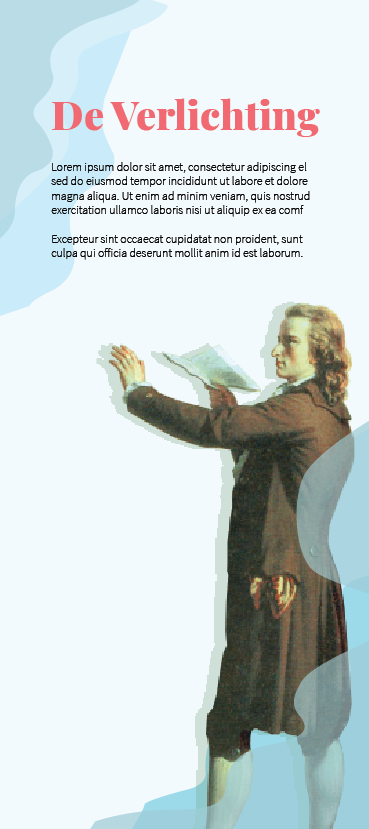 De Verlichting
Lorem ipsum dolor sit amet, consectetur adipiscing el
sed do eiusmod tempor incididunt ut labore et dolore
magna aliqua. Ut enim ad minim veniam, quis nostrud
exercitation ullamco laboris nisi ut aliquip ex ea comf
Excepteur sint occaecat cupidatat non proident, sunt
culpa qui officia deserunt mollit anim id est laborum.